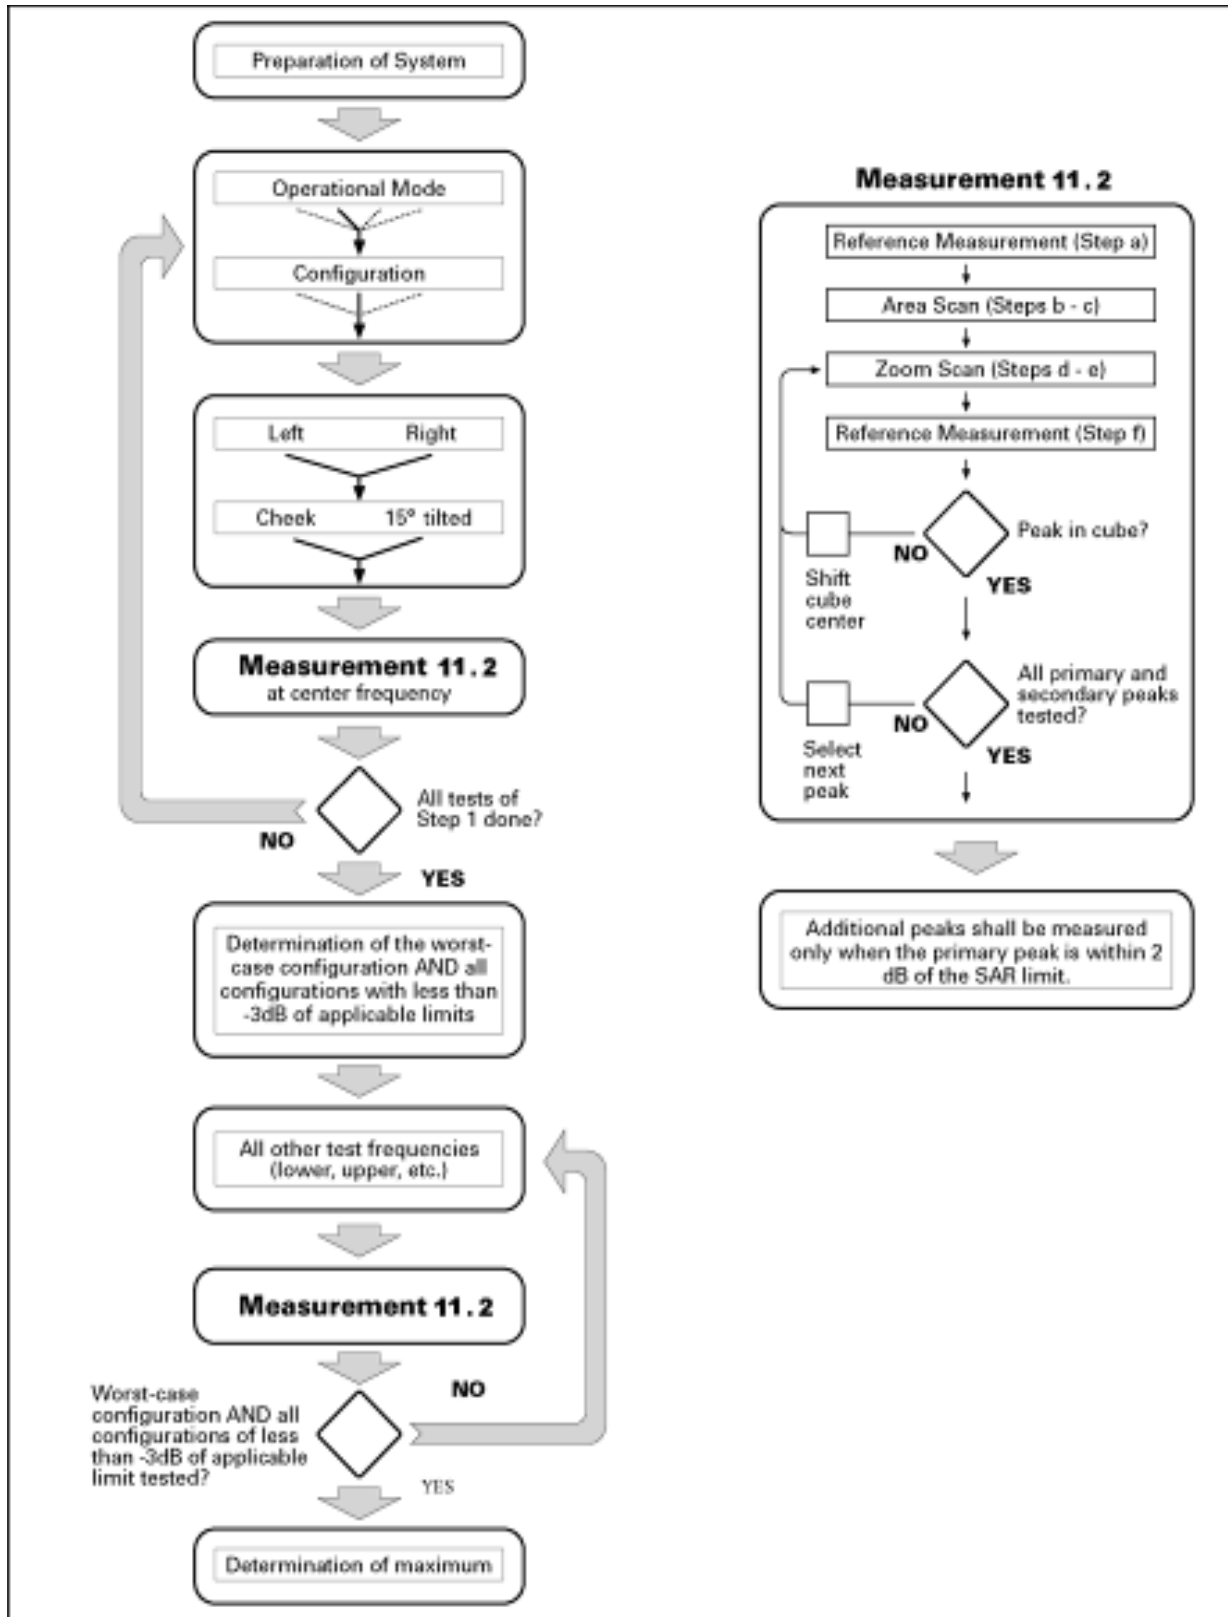 Preparation of System
Operational Mode
Configuration
Left Right
Cheek 15° tilted
Measurement 11.2
at center frequency
All tests of
Step 1 done?
NO
YES
Determination of the worst-
case configuration AND all
configurations with less than
-3dB of applicable limits
All other test frequencies
(lower, upper, etc.)
Measurement 11.2
NO
Worst-case
configuration AND all
configurations of less
than -3dB of applicable
limit tested?
YES
Determination of maximum
Measurement 11.2
Reference Measurement (Step a)
Area Scan (Steps b - c)
Zoom Scan (Steps d - e)
Reference Measurement (Step f)
Peak in cube?
NO
YES
Shift
cube
center
All primary and
secondary peaks
tested?
NO
YES
Select
next
peak
Additional peaks shall be measured
only when the primary peak is within 2
dB of the SAR limit.